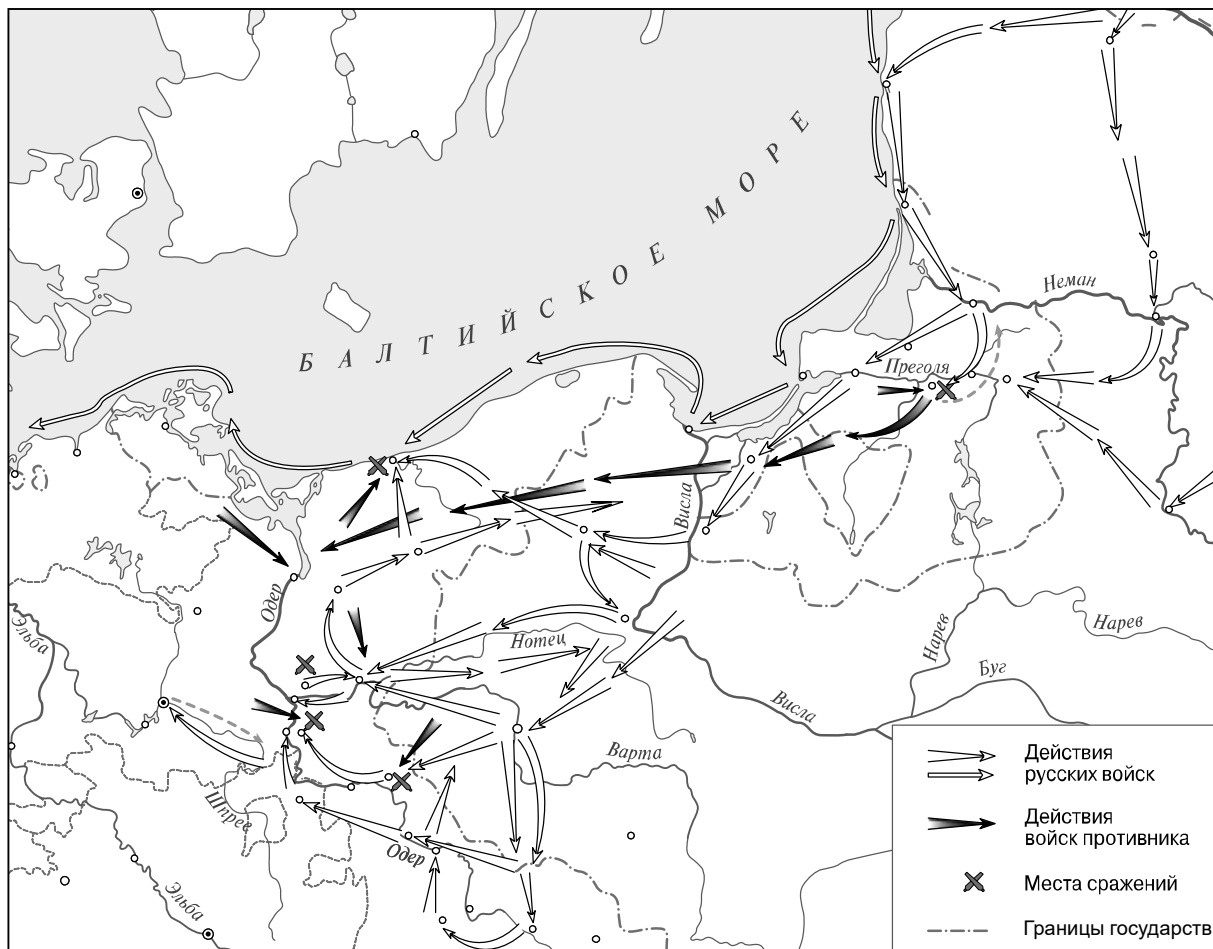 БАЛТИЙСКОЕ МОРЕ
Неман
Преголя
Висла
Одер
Эльба
Нотец
Нарев
Нарев
Буг
Висла
Варта
Шпрев
Одер
Эльба
Действия
русских войск
Действия
войск противника
Места сражений
Границы государств